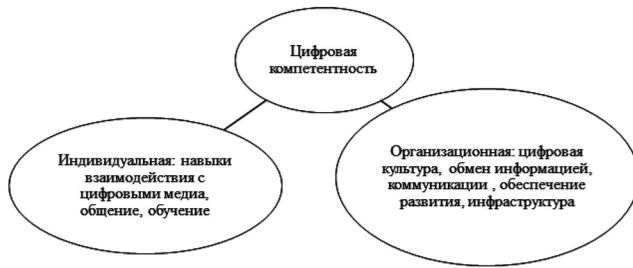 Цифровая
компетентность
Индивидуальная: навыки
взаимодействия с
цифровыми медиа,
общение, обучение
Организационная: цифровая
культура, обмен информацией,
коммуникации , обеспечение
развития, инфраструктура